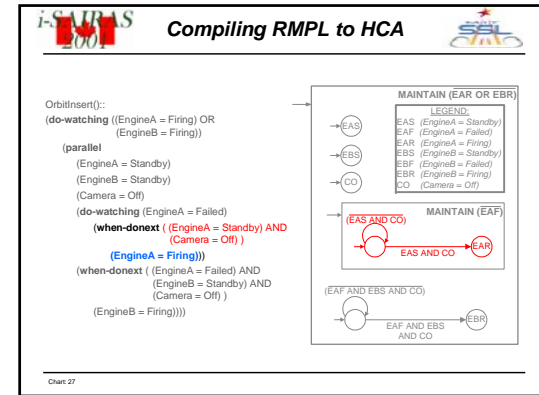 i-SAIRAS
2001
Compiling RMPL to HCA
SSL
OrbitInsert()::
(do-watching ((EngineA = Firing) OR
(EngineB = Firing))
(parallel
(EngineA = Standby)
(EngineB = Standby)
(Camera = Off)
(do-watching (EngineA = Failed)
(when-donext ( (EngineA = Standby) AND
(Camera = Off) )
(EngineA = Firing)))
(when-donext ( (EngineA = Failed) AND
(EngineB = Standby) AND
(Camera = Off) )
(EngineB = Firing))))
MAINTAIN (EAR OR EBR)
LEGEND:
EAS (EngineA = Standby)
EAF (EngineA = Failed)
EAR (EngineA = Firing)
EBS (EngineB = Standby)
EBF (EngineB = Failed)
EBR (EngineB = Firing)
CO (Camera = Off)
EAS
EBS
CO
MAINTAIN (EAF)
(EAS AND CO)
EAR
EAS AND CO
(EAF AND EBS AND CO)
EBR
EAF AND EBS
AND CO
Chart: 27